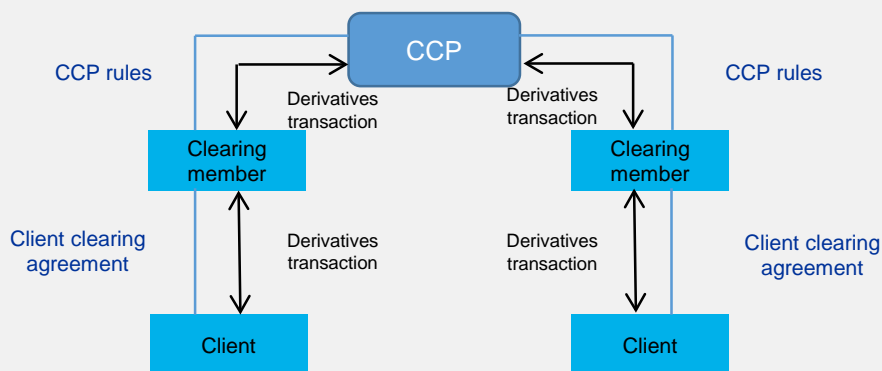 CCP
CCP rules
CCP rules
Derivatives
transaction
Derivatives
transaction
Clearing
member
Clearing
member
Client clearing
agreement
Derivatives
transaction
Derivatives
transaction
Client clearing
agreement
Client
Client